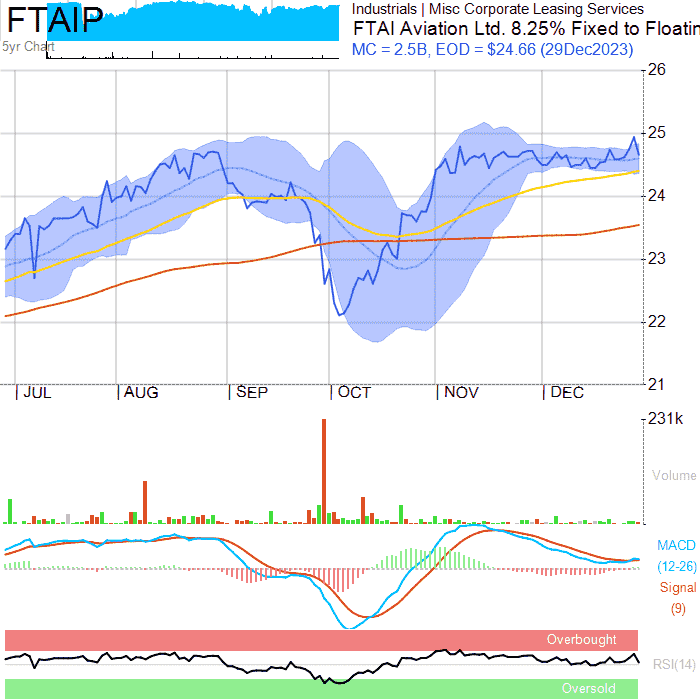 FTAIP
5yr Chart
Industrials | Misc Corporate Leasing Services
FTAI Aviation Ltd. 8.25% Fixed to Floatin
MC = 2.5B, EOD = $24.66 (29Dec2023)
26
25
24
23
22
21
JUL AUG SEP OCT NOV DEC
231k
Volume
MACD
(12-26)
Signal
(9)
Overbought
RSI(14)
Oversold